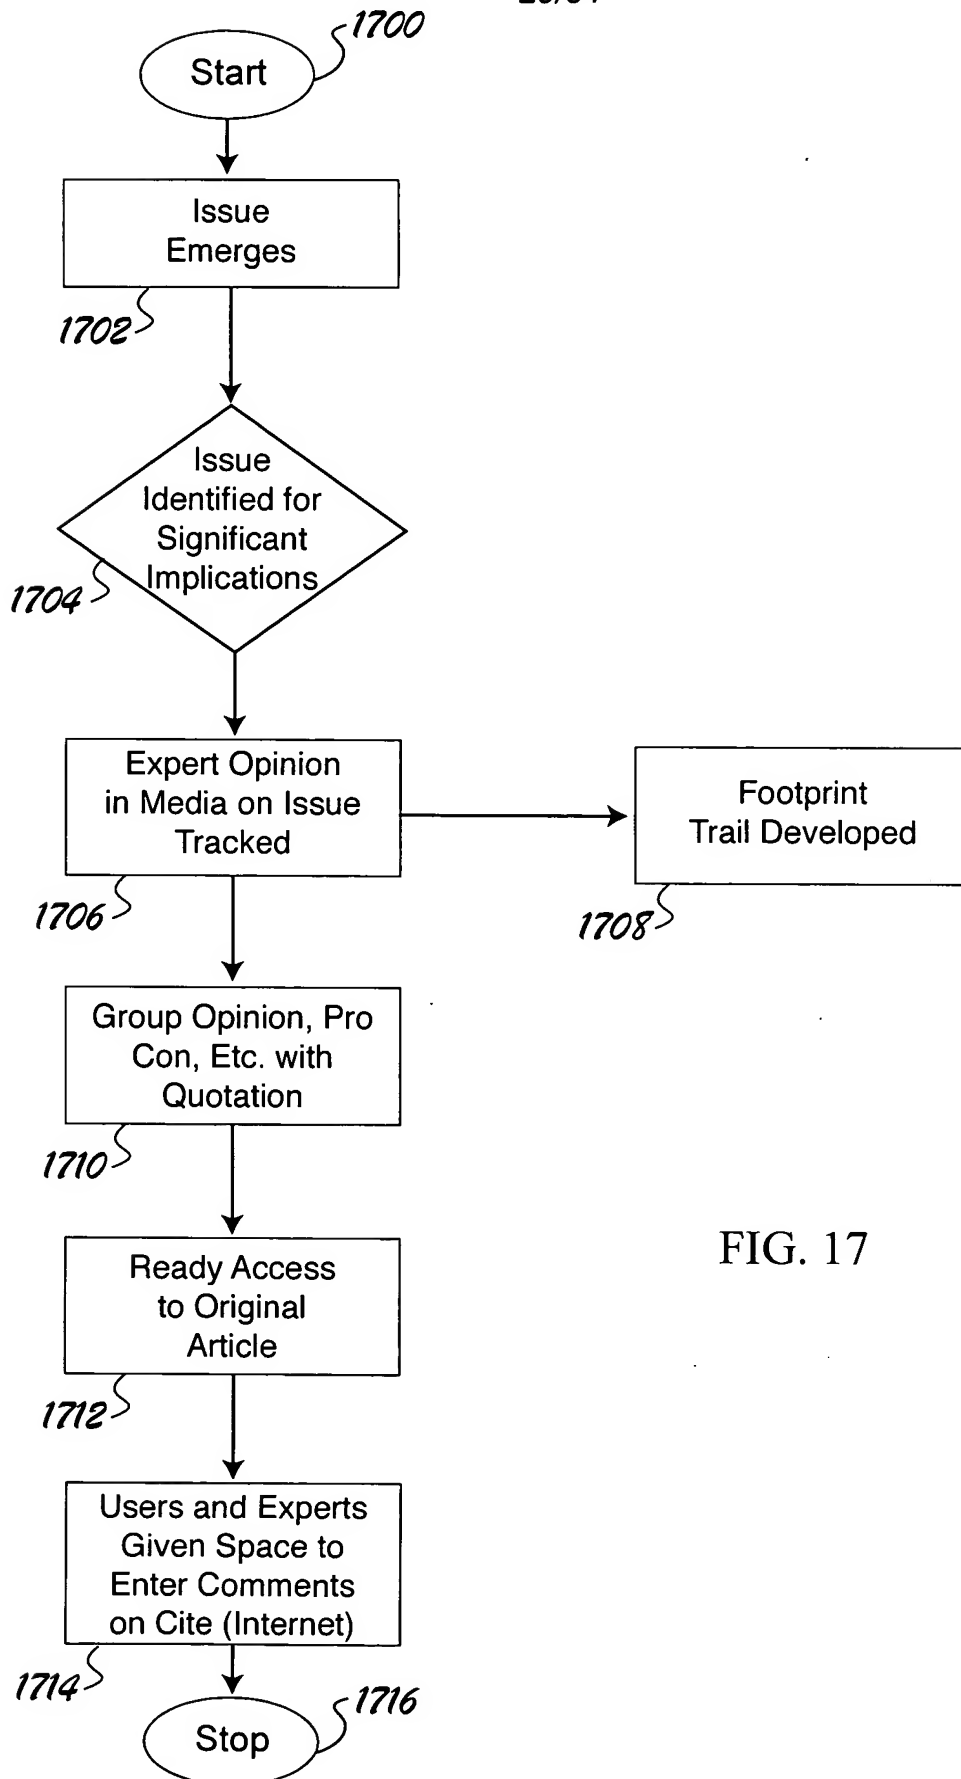 1700
Start
Issue
Emerges
1702
Issue
Identified for
Significant
Implications
1704
Expert Opinion
in Media on Issue
Tracked
1706
Footprint
Trail Developed
1708
Group Opinion, Pro
Con, Etc. with
Quotation
1710
Ready Access
to Original
Article
1712
FIG. 17
Users and Experts
Given Space to
Enter Comments
on Cite (Internet)
1714
1716
Stop